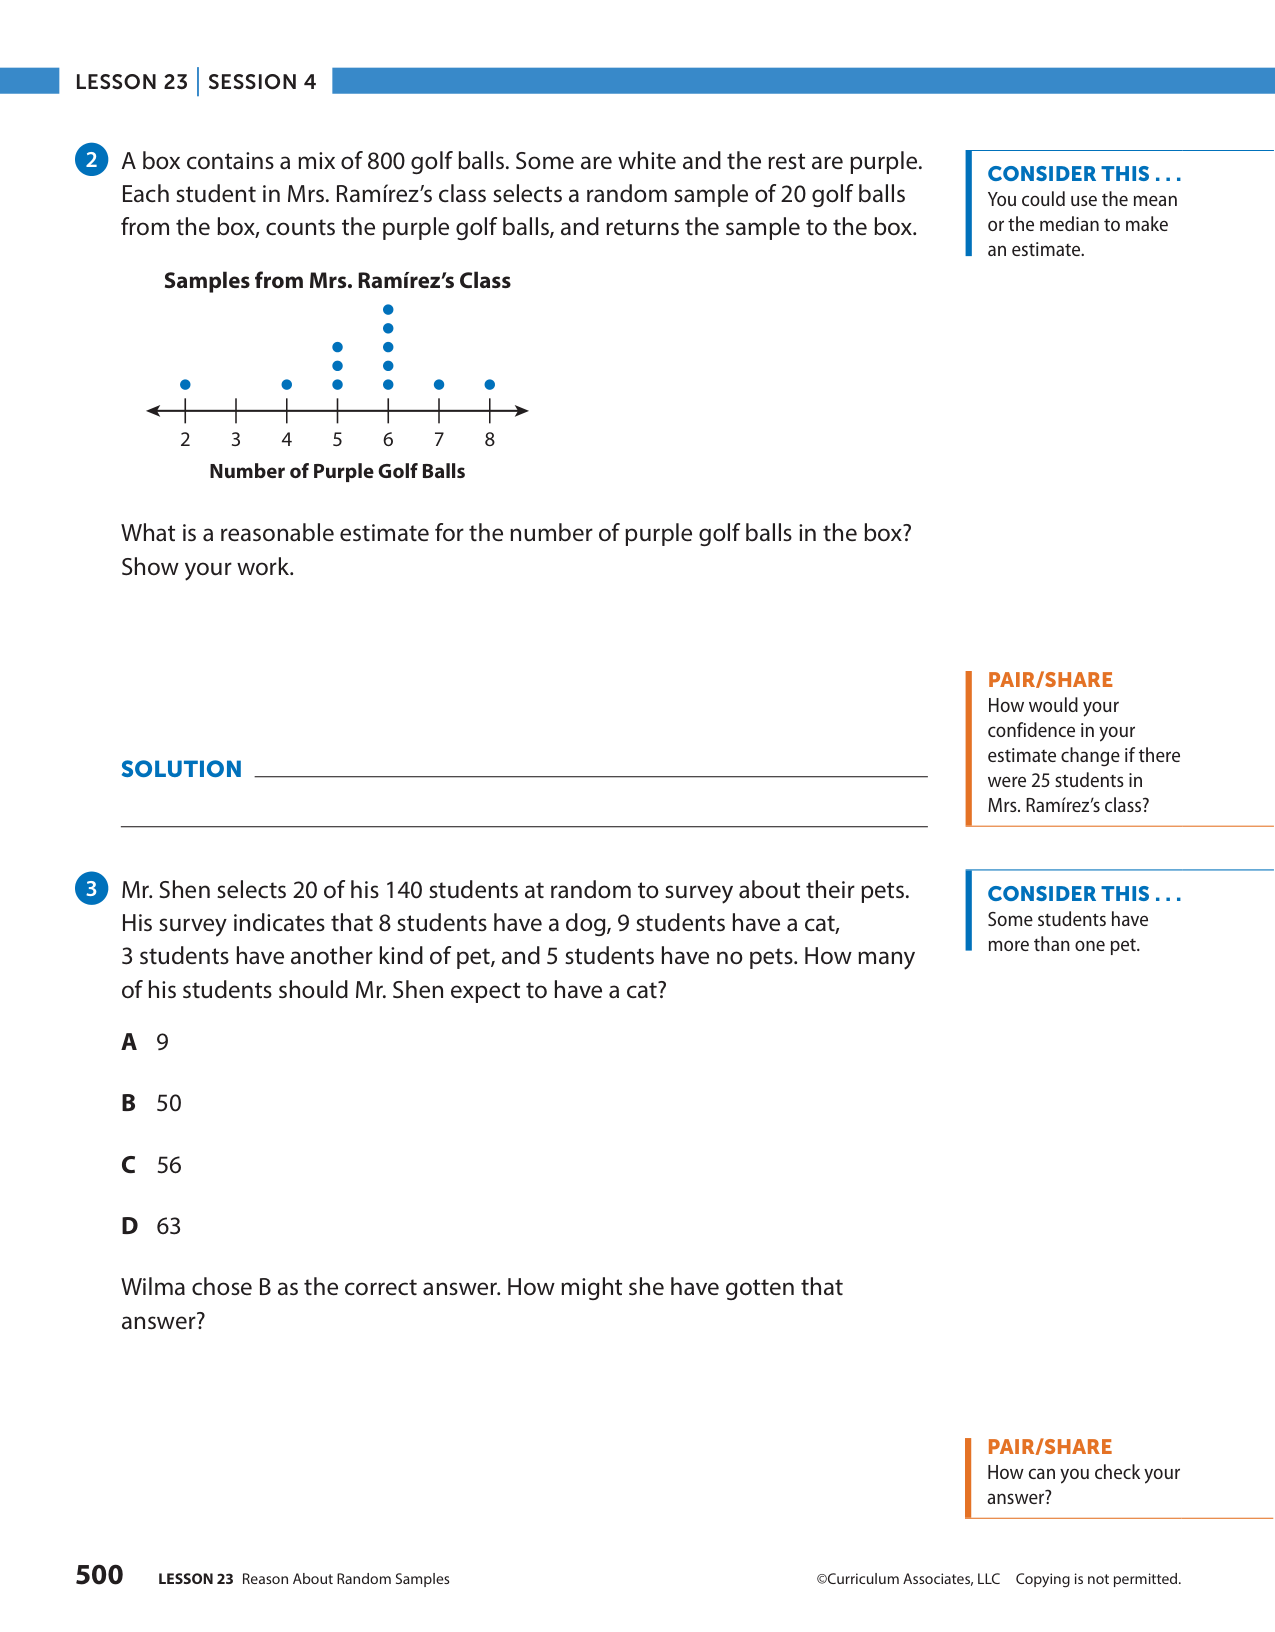 LESSON 23 | SESSION 4
2 A box contains a mix of 800 golf balls. Some are white and the rest are purple.
Each student in Mrs. Ramírez’s class selects a random sample of 20 golf balls
from the box, counts the purple golf balls, and returns the sample to the box.
CONSIDER THIS . . .
You could use the mean
or the median to make
an estimate.
Samples from Mrs. Ramírez’s Class
2 3 4 5 6 7 8
Number of Purple Golf Balls
What is a reasonable estimate for the number of purple golf balls in the box?
Show your work.
PAIR/SHARE
How would your
confidence in your
estimate change if there
were 25 students in
Mrs. Ramírez’s class?
SOLUTION
3 Mr. Shen selects 20 of his 140 students at random to survey about their pets.
His survey indicates that 8 students have a dog, 9 students have a cat,
3 students have another kind of pet, and 5 students have no pets. How many
of his students should Mr. Shen expect to have a cat?
CONSIDER THIS . . .
Some students have
more than one pet.
A 9
B 50
C 56
D 63
Wilma chose B as the correct answer. How might she have gotten that
answer?
PAIR/SHARE
How can you check your
answer?
500 LESSON 23 Reason About Random Samples
©Curriculum Associates, LLC Copying is not permitted.